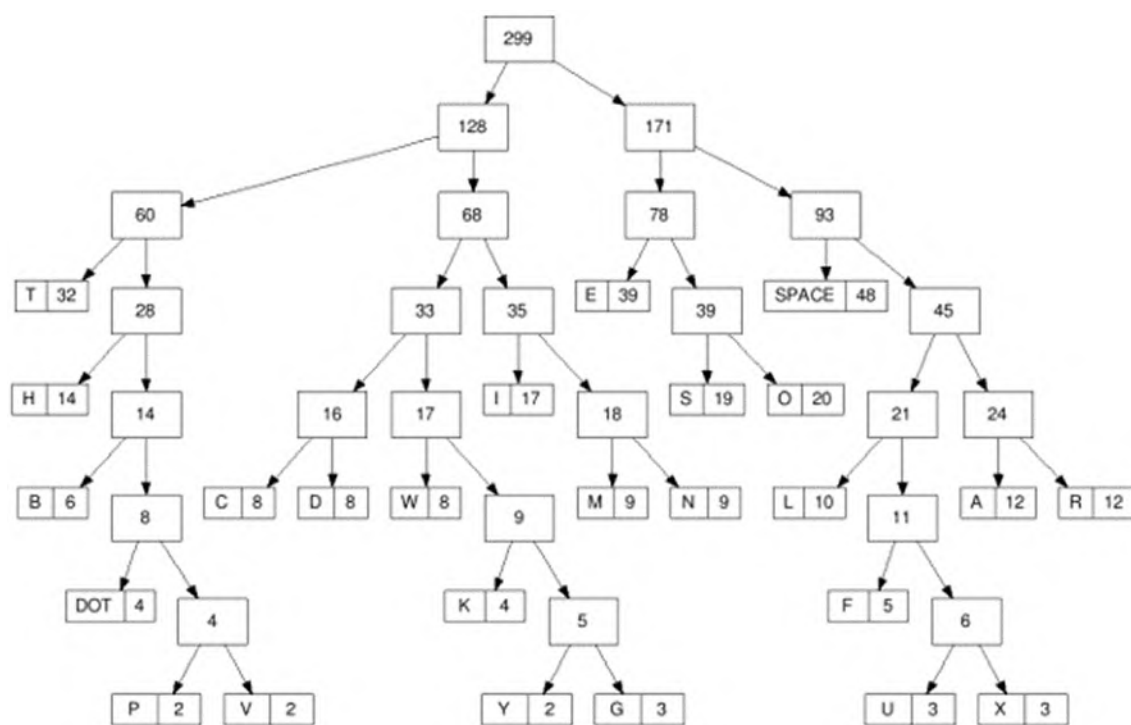 299
128 171
60 68 78 93
T 32 28 33 35 E 39 39 SPACE 48 45
H 14 14 16 17 I 17 18 S 19 O 20 21 24
B 6 8 C 8 D 8 W 8 9 M 9 N 9 L 10 11 A 12 R 12
DOT 4 4 K 4 5 F 5 6
P 2 V 2 Y 2 G 3 U 3 X 3